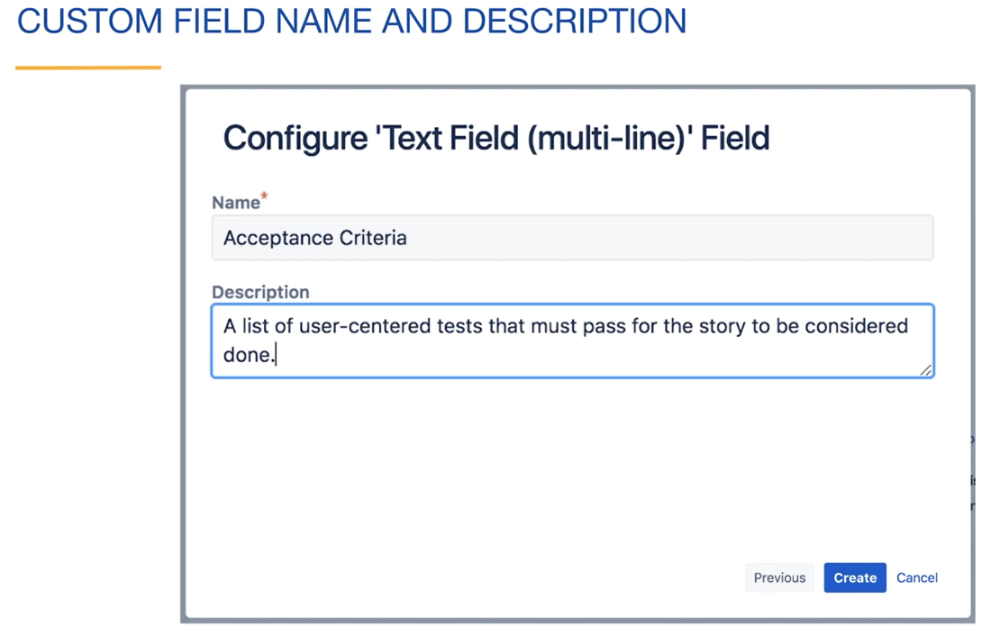 CUSTOM FIELD NAME AND DESCRIPTION
Configure 'Text Field (multi-line)' Field
Name*
Acceptance Criteria
Description
A list of user-centered tests that must pass for the story to be considered
done.
Previous Create Cancel